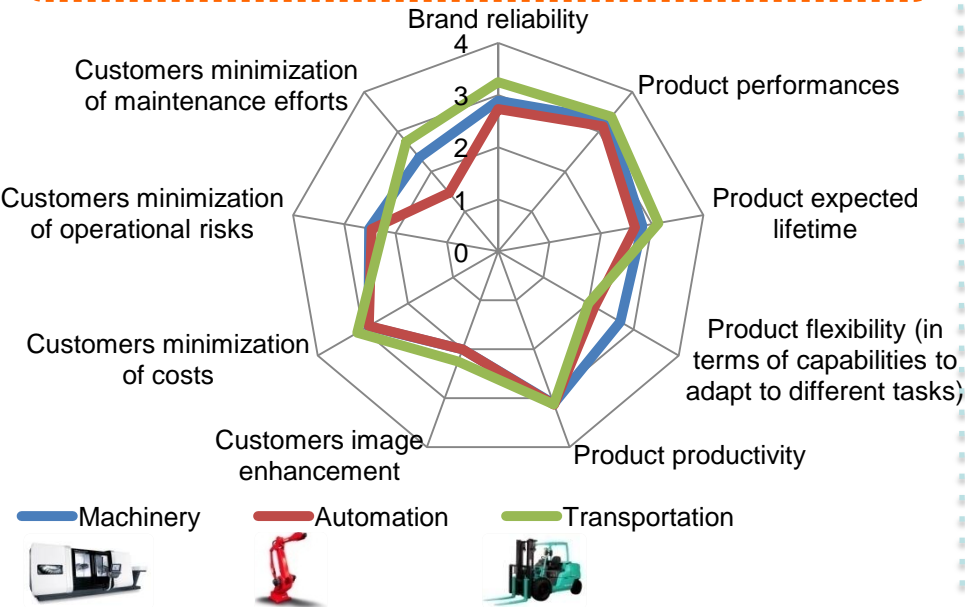 Brand reliability
4
Customers minimization
of maintenance efforts
Product performances
3
2
Customers minimization
of operational risks
1
Product expected
lifetime
0
Product flexibility (in
terms of capabilities to
adapt to different tasks)
Customers minimization
of costs
Customers image
enhancement
Product productivity
Machinery
Automation
Transportation